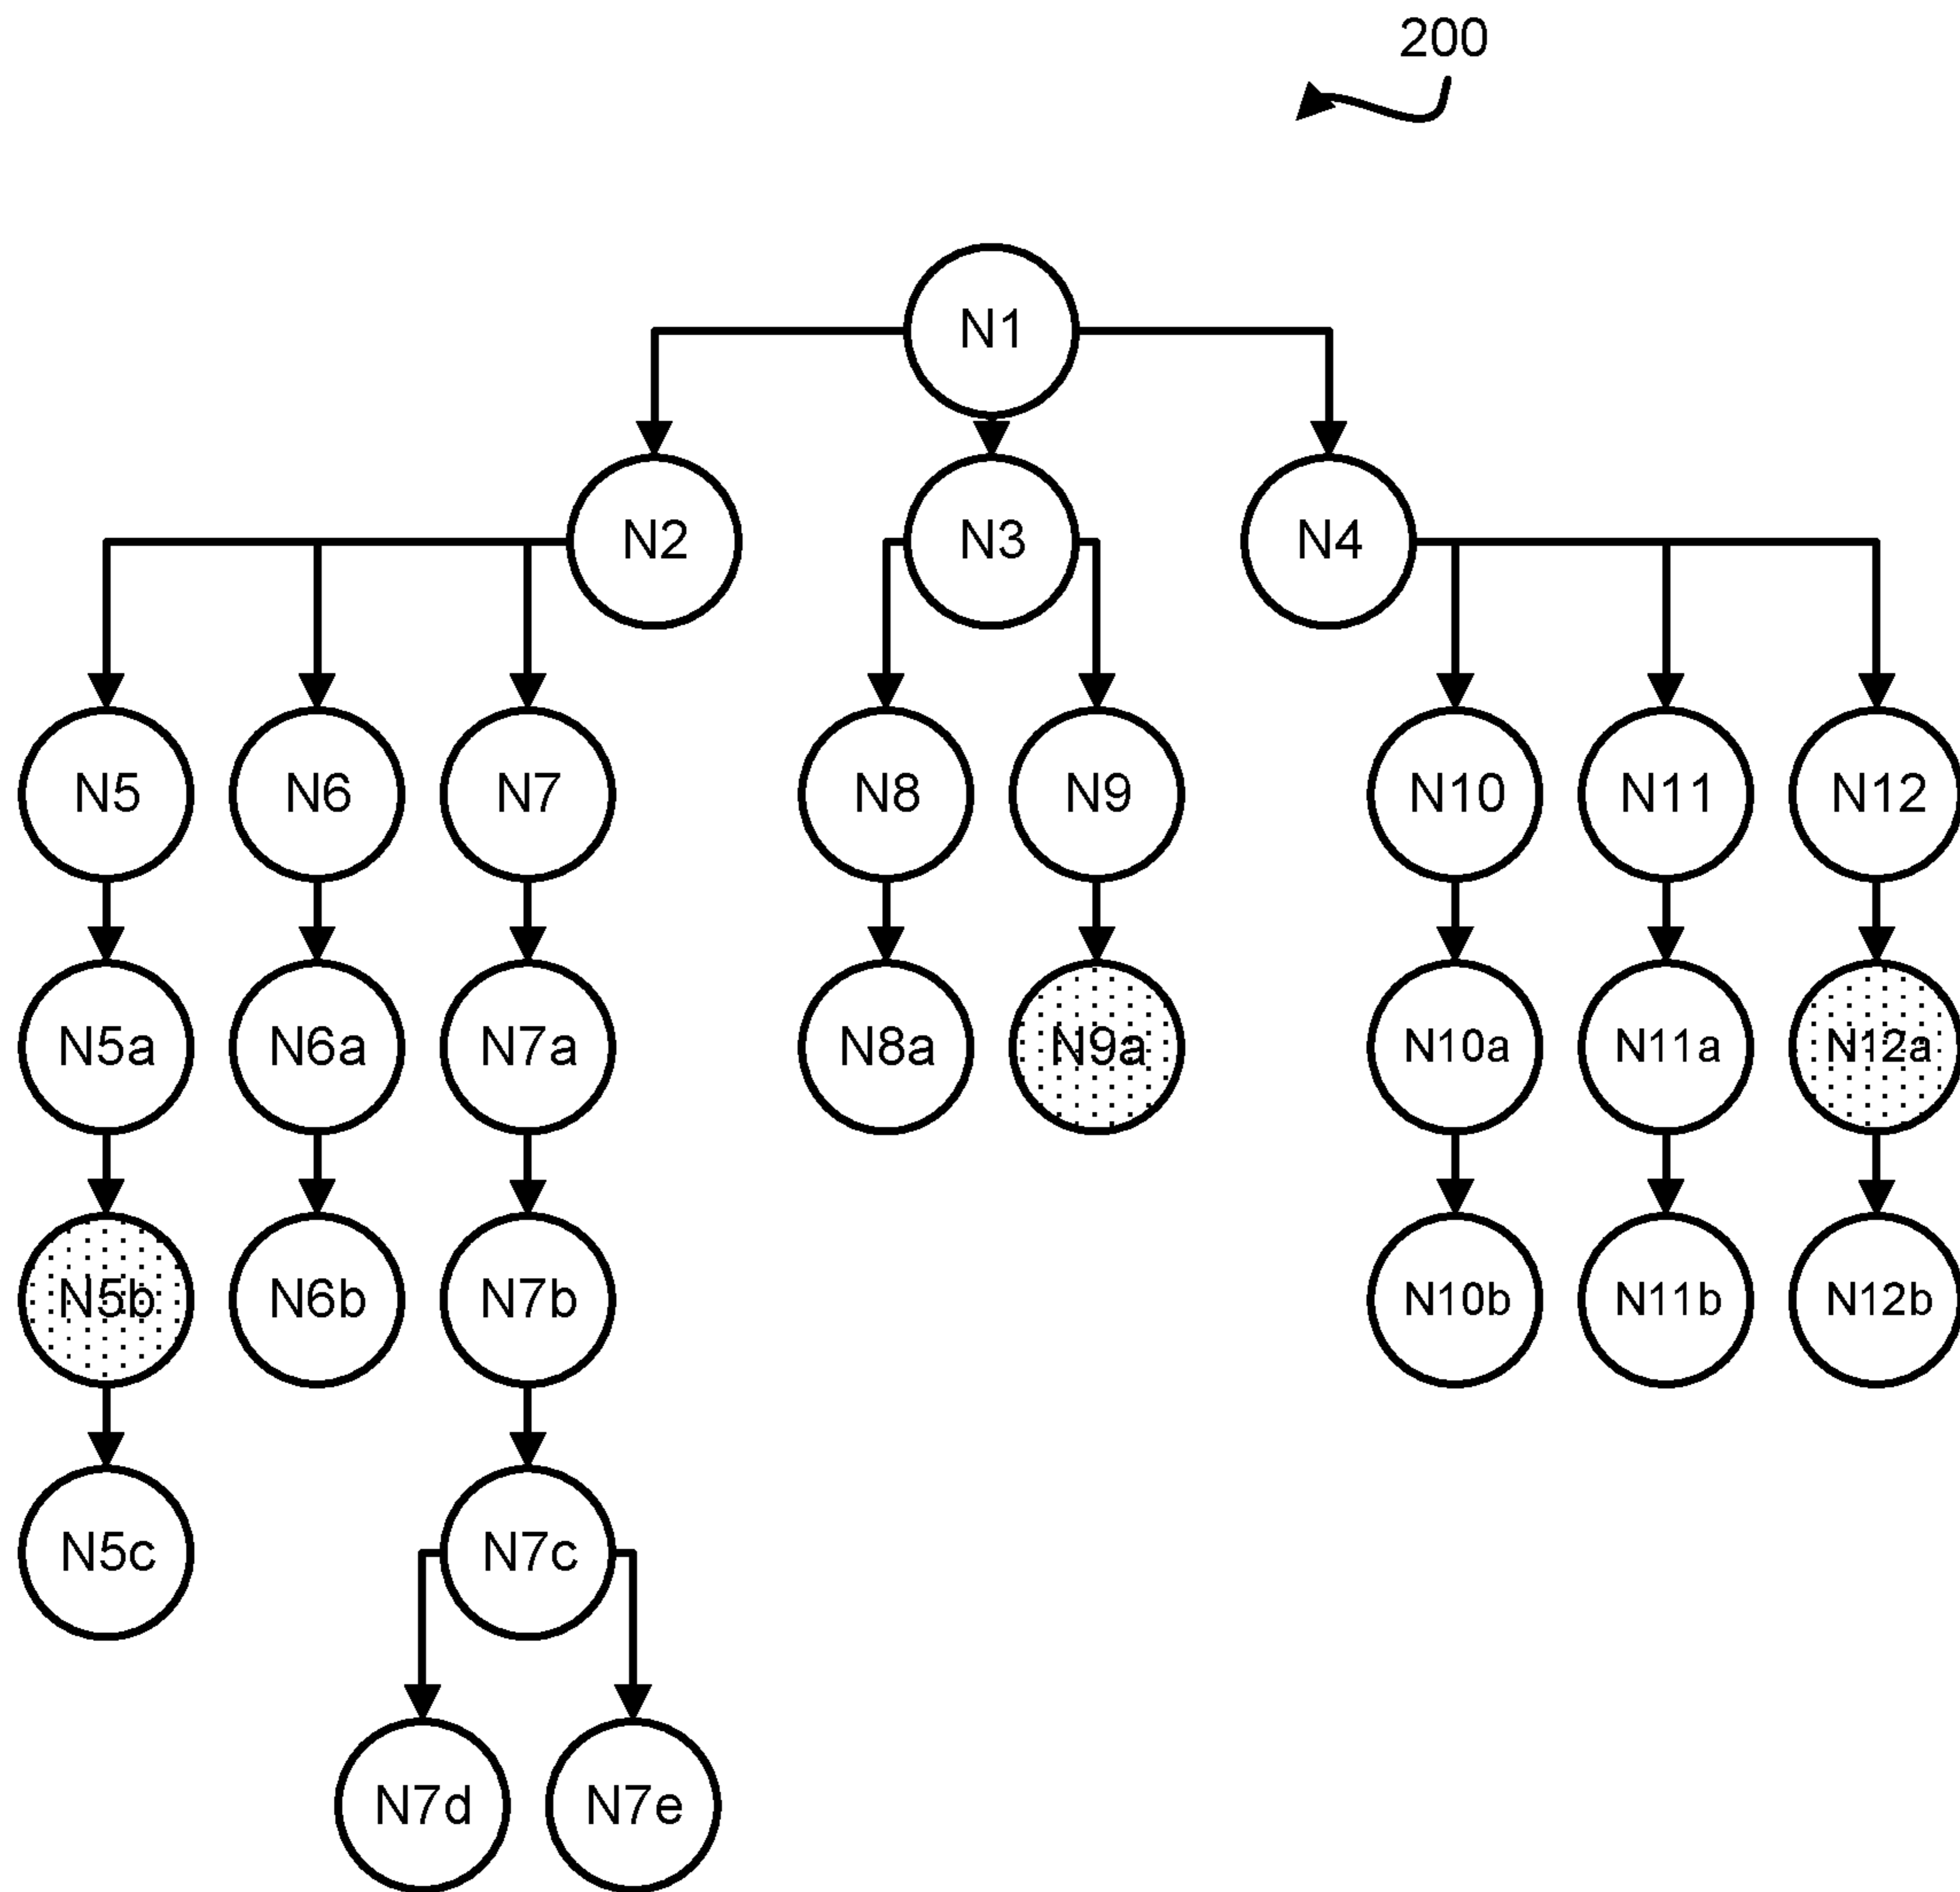 200
N1
N2 N3 N4
N5 N6 N7 N8 N9 N10 N11 N12
N5a N6a N7a N8a N9a N10a N11a N12a
N5b N6b N7b N10b N11b N12b
N5c N7c
N7d N7e